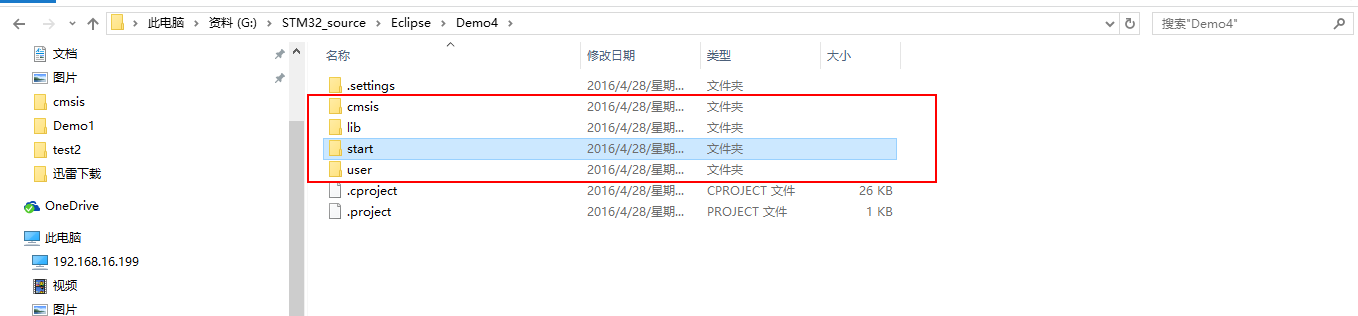 此电脑 › 资料 (G:) › STM32_source › Eclipse › Demo4 ›
搜索"Demo4"
文档
图片
cmsis
Demo1
test2
迅雷下载
OneDrive
此电脑
192.168.16.199
视频
图片
名称 修改日期 类型 大小
.settings 2016/4/28/星期... 文件夹
cmsis 2016/4/28/星期... 文件夹
lib 2016/4/28/星期... 文件夹
start 2016/4/28/星期... 文件夹
user 2016/4/28/星期... 文件夹
.cproject 2016/4/28/星期... CPROJECT 文件 26 KB
.project 2016/4/28/星期... PROJECT 文件 1 KB